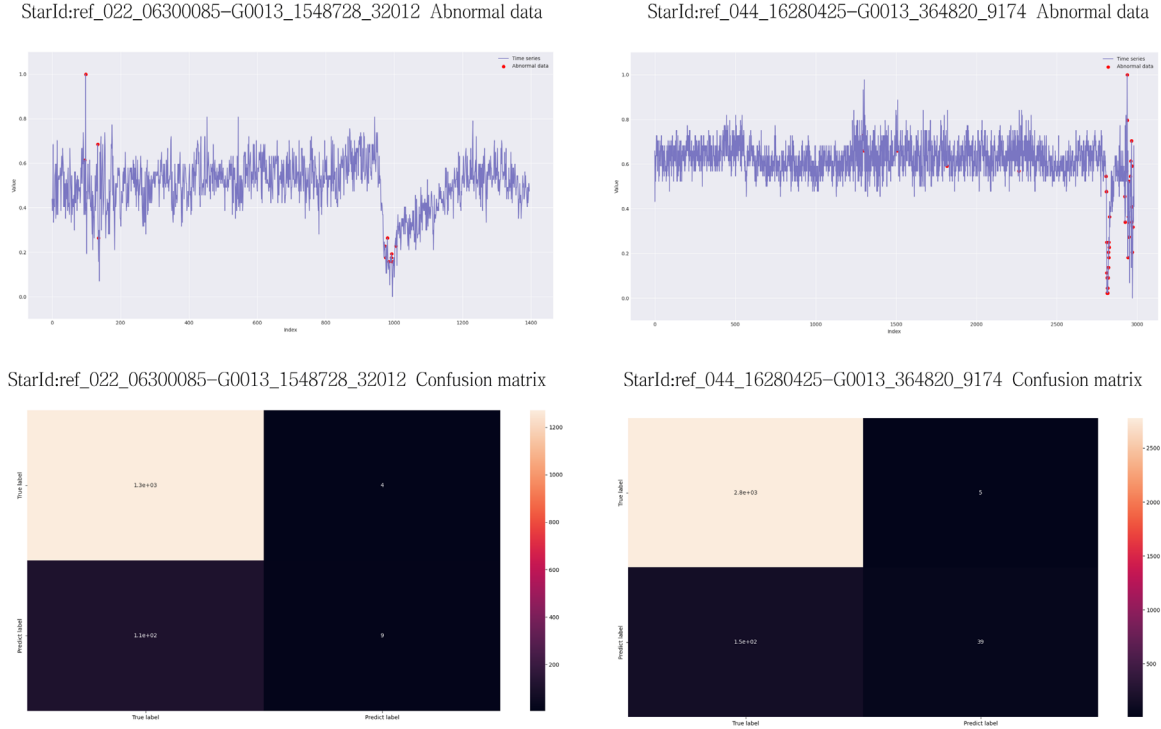 StarId:ref_022_06300085-G0013_1548728_32012 Abnormal data
Time series
Abnormal data
1.0
0.8
0.6
0.4
0.2
0.0
Value
0
200
400
600
800
1000
1200
1400
Index
StarId:ref_044_16280425-G0013_364820_9174 Abnormal data
Time series
Abnormal data
1.0
0.8
0.6
0.4
0.2
0.0
Value
0
500
1000
1500
2000
2500
3000
Index
StarId:ref_022_06300085-G0013_1548728_32012 Confusion matrix
True label
Predict label
1.3e+03
4
1.1e+02
9
True label
Predict label
1200
1000
800
600
400
200
StarId:ref_044_16280425-G0013_364820_9174 Confusion matrix
True label
Predict label
2.8e+03
5
1.5e+02
39
True label
Predict label
2500
2000
1500
1000
500